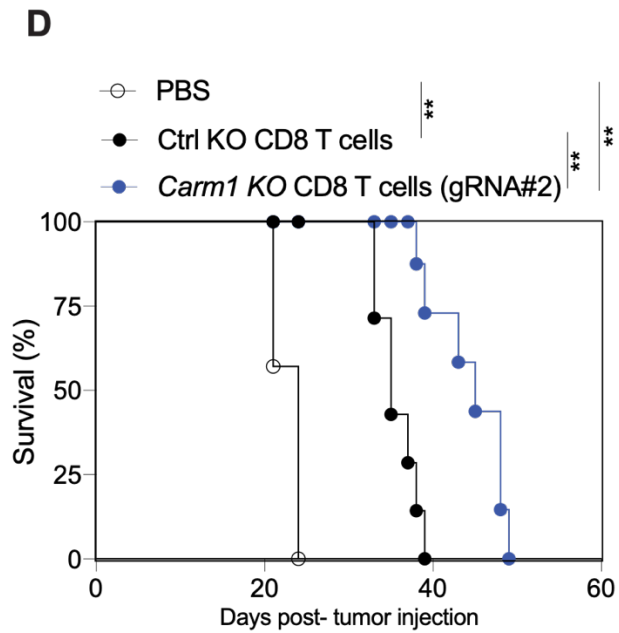 D
PBS
**
Ctrl KO CD8 T cells
**
**
Carm1 KO CD8 T cells (gRNA#2)
Survival (%)
100
75
50
25
0
0 20 40 60
Days post- tumor injection